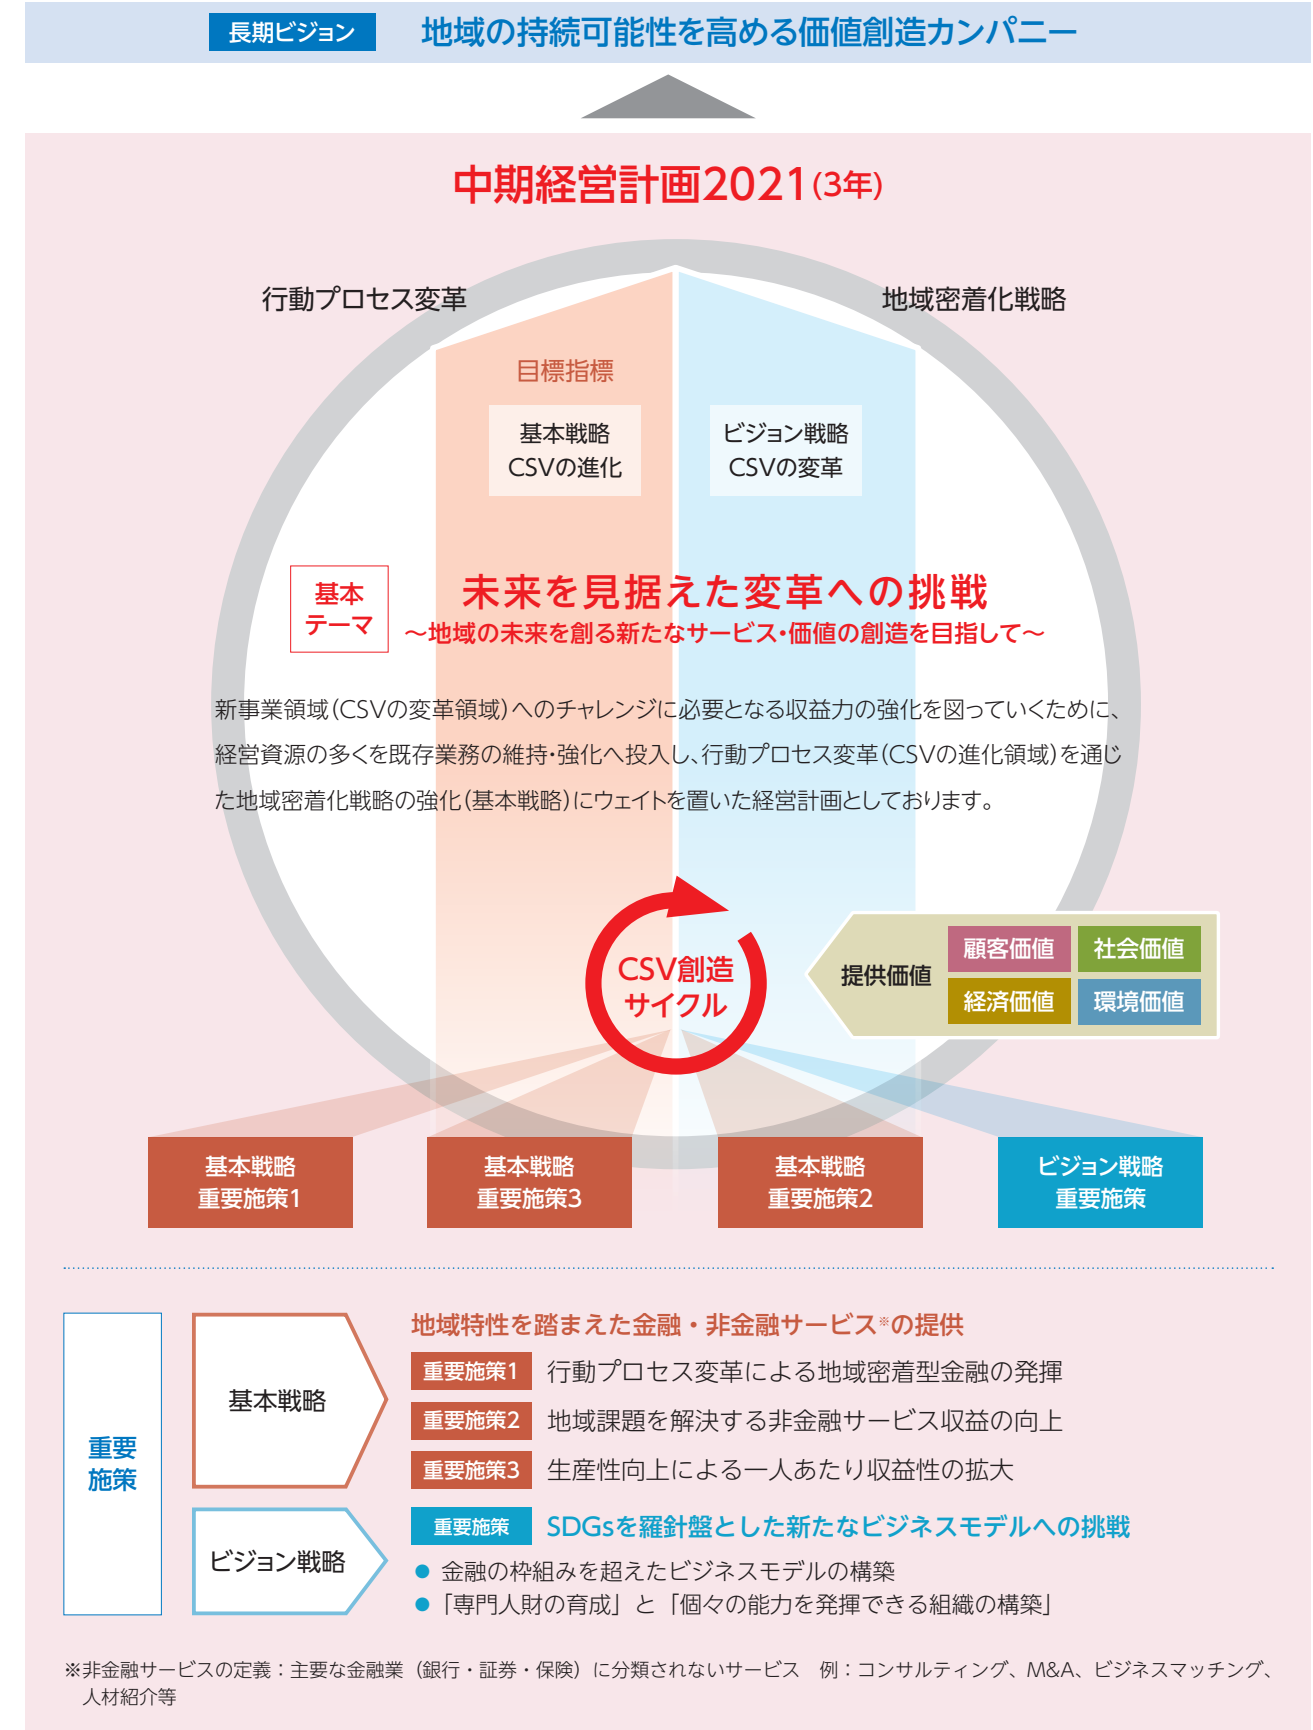 長期ビジョン 地域の持続可能性を高める価値創造カンパニー
中期経営計画2021(3年)
行動プロセス変革
地域密着化戦略
目標指標
基本戦略
CSVの進化
ビジョン戦略
CSVの変革
基本
テーマ
未来を見据えた変革への挑戦
～地域の未来を創る新たなサービス・価値の創造を目指して～
新事業領域(CSVの変革領域)へのチャレンジに必要となる収益力の強化を図っていくために、
経営資源の多くを既存業務の維持・強化へ投入し、行動プロセス変革(CSVの進化領域)を通じ
た地域密着化戦略の強化(基本戦略)にウェイトを置いた経営計画としております。
CSV創造
サイクル
提供価値
顧客価値 社会価値
経済価値 環境価値
基本戦略
重要施策1
基本戦略
重要施策3
基本戦略
重要施策2
ビジョン戦略
重要施策
重要
施策
基本戦略
地域特性を踏まえた金融・非金融サービス※の提供
重要施策1 行動プロセス変革による地域密着型金融の発揮
重要施策2 地域課題を解決する非金融サービス収益の向上
重要施策3 生産性向上による一人あたり収益性の拡大
ビジョン戦略
重要施策 SDGsを羅針盤とした新たなビジネスモデルへの挑戦
● 金融の枠組みを超えたビジネスモデルの構築
● 「専門人財の育成」と「個々の能力を発揮できる組織の構築」
※非金融サービスの定義：主要な金融業（銀行・証券・保険）に分類されないサービス　例：コンサルティング、M&A、ビジネスマッチング、
人材紹介等